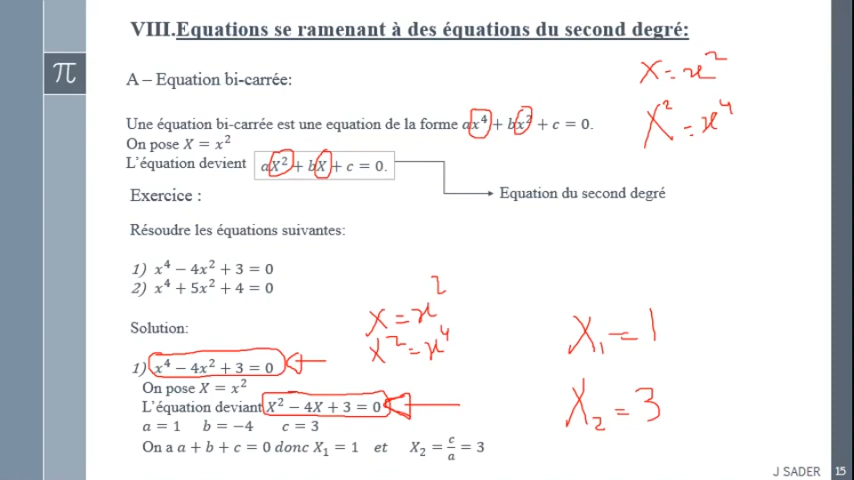 VIII.Equations se ramenant à des équations du second degré:
π
A – Equation bi-carrée:
X = x²
Une équation bi-carrée est une equation de la forme ax⁴ + bx² + c = 0.
X² = x⁴
On pose X = x²
L'équation devient aX² + bX + c = 0.
Equation du second degré
Exercice :
Résoudre les équations suivantes:
1) x⁴ − 4x² + 3 = 0
2) x⁴ + 5x² + 4 = 0
X = x²
X² = x⁴
Solution:
X₁ = 1
X₂ = 3
1) x⁴ − 4x² + 3 = 0
On pose X = x²
L'équation deviant X² − 4X + 3 = 0
a = 1 b = −4 c = 3
On a a + b + c = 0 donc X₁ = 1 et X₂ = c/a = 3
J SADER 15